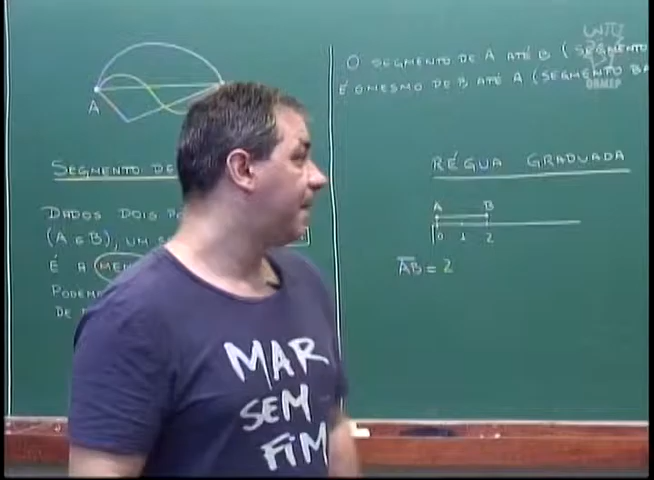 A
SEGMENTO DE
DADOS DOIS
(A e B), UM
É A
PODEM
O SEGMENTO DE A ATÉ B (SEGMENTO
É O MESMO DE B ATÉ A (SEGMENTO BA
OBMEP
RÉGUA GRADUADA
A B
0 1 2
AB = 2
MAR
SEM
FIM